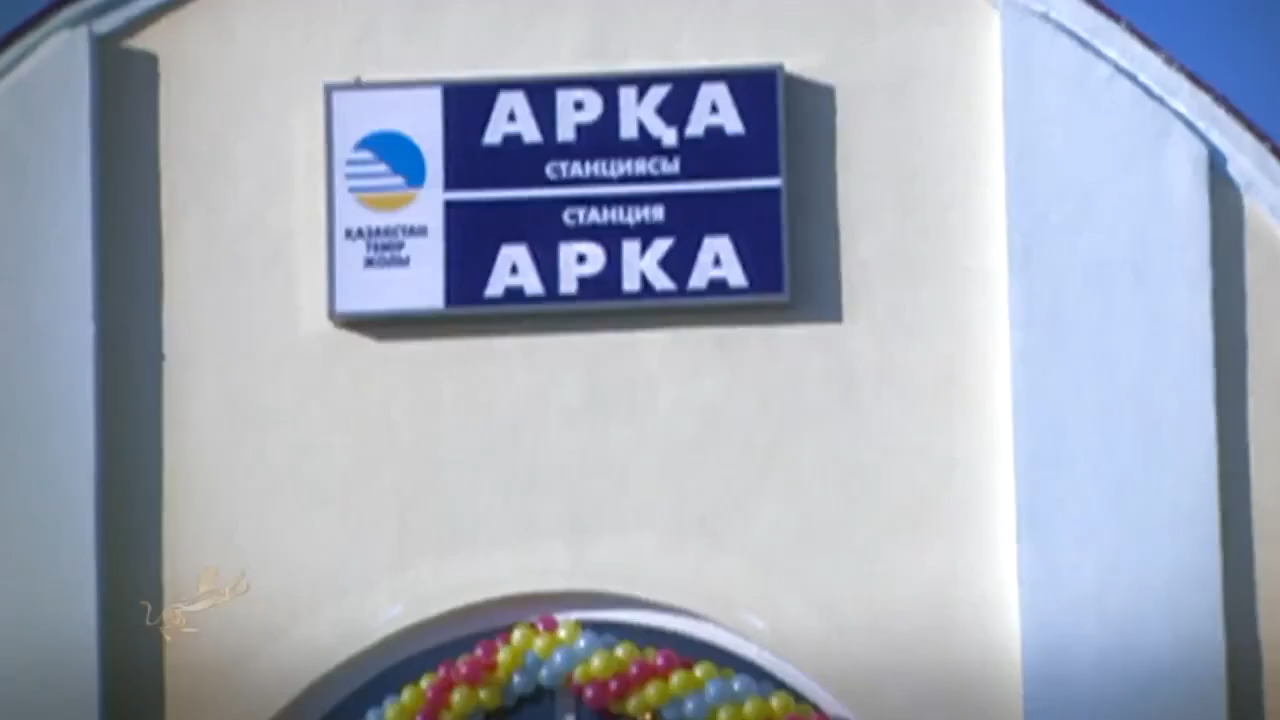 АРҚА
СТАНЦИЯСЫ
СТАНЦИЯ
АРКА
ҚАЗАҚСТАН
ТЕМІР
ЖОЛЫ